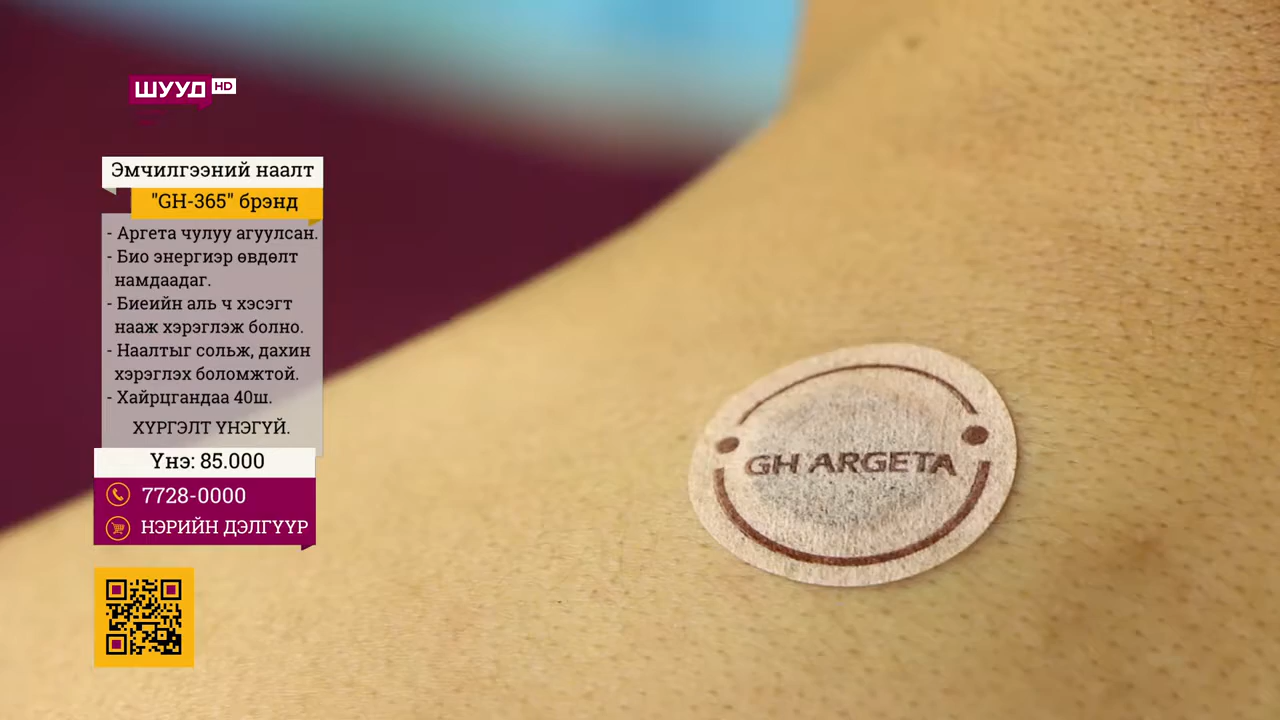 ШУУД HD
Эмчилгээний наалт
"GH-365" брэнд
- Аргета чулуу агуулсан.
- Био энергиэр өвдөлт
намдаадаг.
- Биеийн аль ч хэсэгт
нааж хэрэглэж болно.
- Наалтыг сольж, дахин
хэрэглэх боломжтой.
- Хайрцгандаа 40ш.
ХҮРГЭЛТ ҮНЭГҮЙ.
Үнэ: 85.000
7728-0000
НЭРИЙН ДЭЛГҮҮР
GH ARGETA